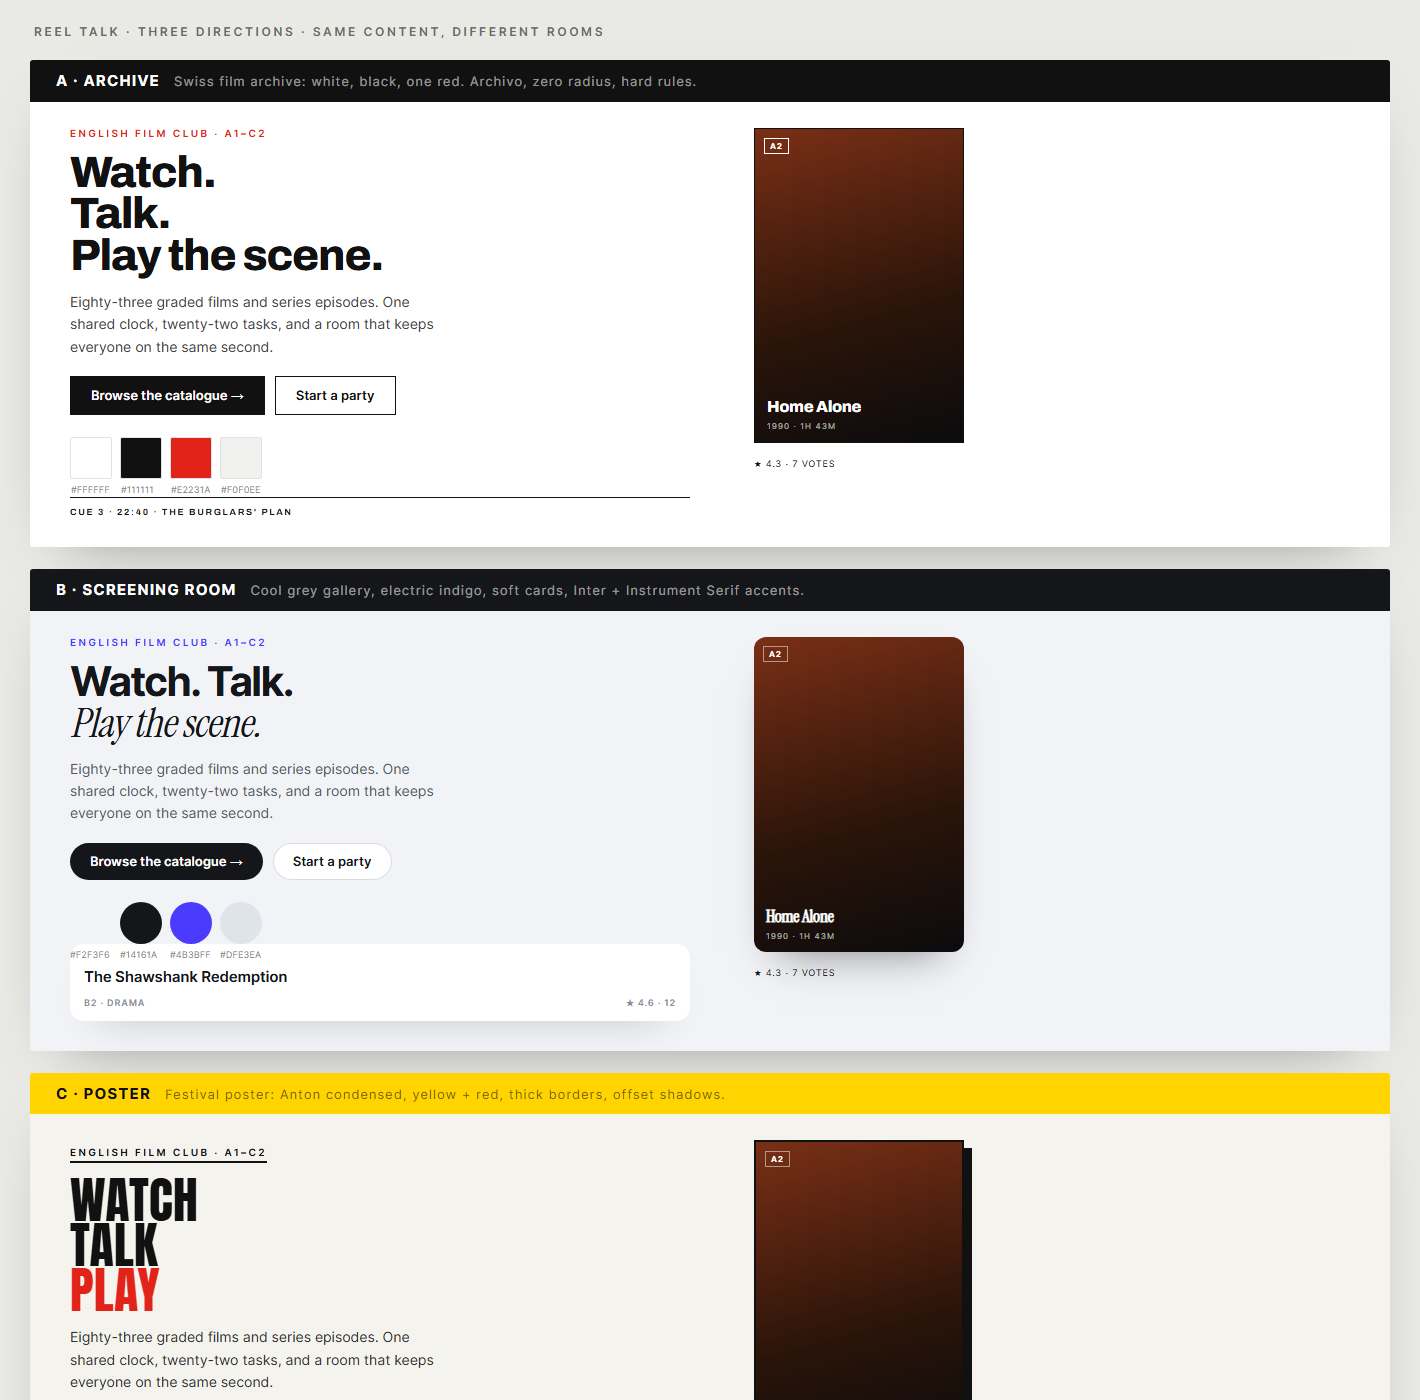 REEL TALK · THREE DIRECTIONS · SAME CONTENT, DIFFERENT ROOMS
A · ARCHIVE Swiss film archive: white, black, one red. Archivo, zero radius, hard rules.
ENGLISH FILM CLUB · A1–C2
Watch.
Talk.
Play the scene.
Eighty-three graded films and series episodes. One
shared clock, twenty-two tasks, and a room that keeps
everyone on the same second.
Browse the catalogue → Start a party
#FFFFFF #111111 #E2231A #F0F0EE
CUE 3 · 22:40 · THE BURGLARS' PLAN
A2
Home Alone
1990 · 1H 43M
★ 4.3 · 7 VOTES
B · SCREENING ROOM Cool grey gallery, electric indigo, soft cards, Inter + Instrument Serif accents.
ENGLISH FILM CLUB · A1–C2
Watch. Talk.
Play the scene.
Eighty-three graded films and series episodes. One
shared clock, twenty-two tasks, and a room that keeps
everyone on the same second.
Browse the catalogue → Start a party
#F2F3F6 #14161A #4B3BFF #DFE3EA
The Shawshank Redemption
B2 · DRAMA ★ 4.6 · 12
A2
Home Alone
1990 · 1H 43M
★ 4.3 · 7 VOTES
C · POSTER Festival poster: Anton condensed, yellow + red, thick borders, offset shadows.
ENGLISH FILM CLUB · A1–C2
WATCH
TALK
PLAY
Eighty-three graded films and series episodes. One
shared clock, twenty-two tasks, and a room that keeps
everyone on the same second.
A2